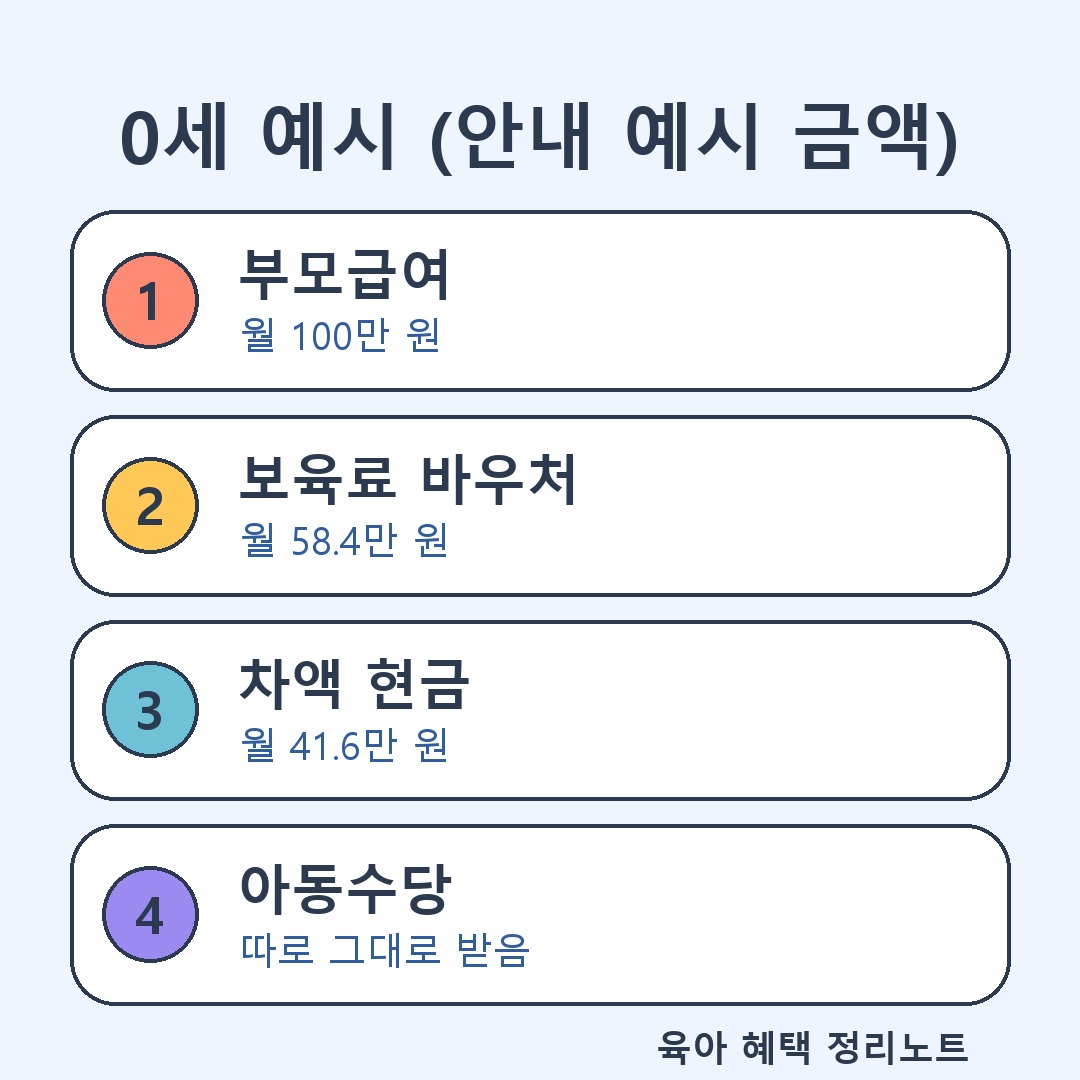 0세 예시 (안내 예시 금액)
1
부모급여
월 100만 원
2
보육료 바우처
월 58.4만 원
3
차액 현금
월 41.6만 원
4
아동수당
따로 그대로 받음
육아 혜택 정리노트